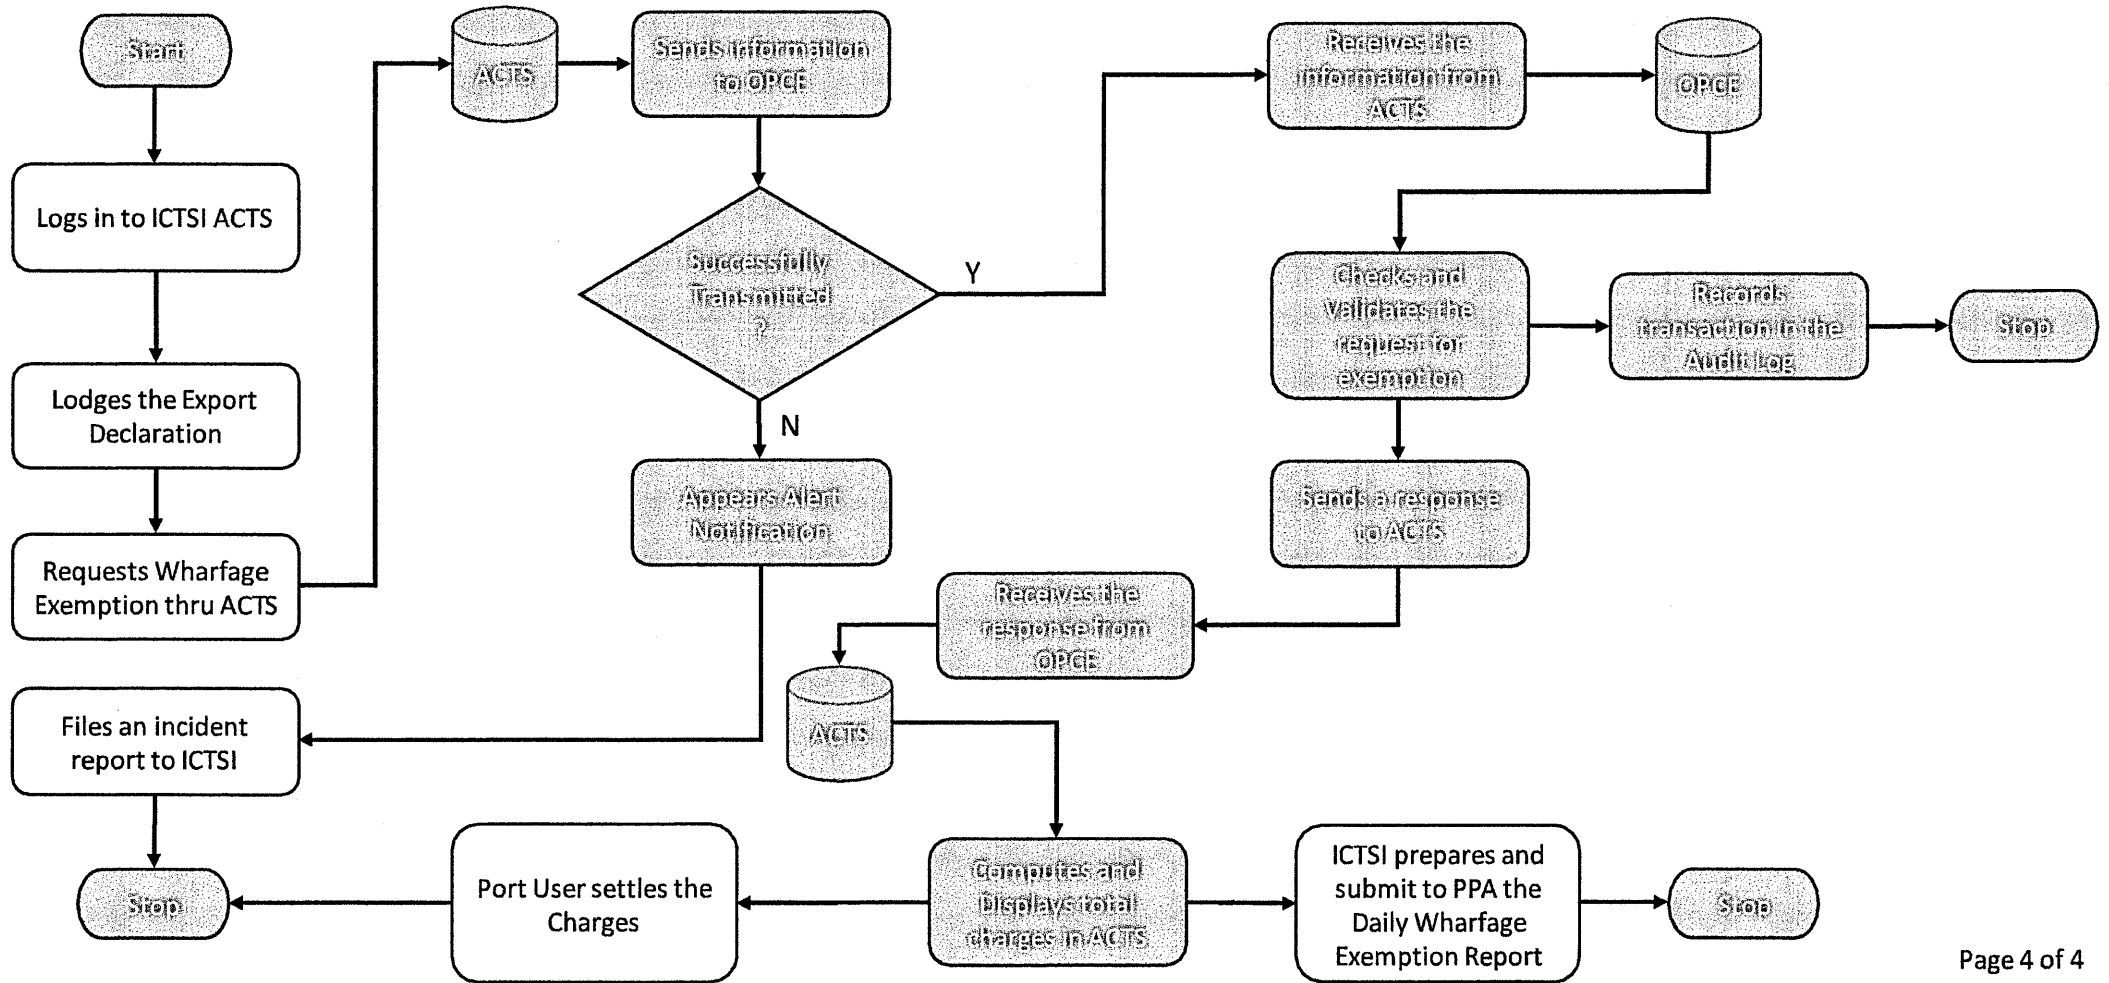 Start
Logs in to ICTSI ACTS
Lodges the Export
Declaration
Requests Wharfage
Exemption thru ACTS
ACTS
Sends information
to OPCE
Successfully
Transmitted
?
Y
N
Appears Alert
Notification
Files an incident
report to ICTSI
Stop
Receives the
information from
ACTS
OPCE
Checks and
Validates the
request for
exemption
Records
transaction in the
Audit Log
Stop
Sends a response
to ACTS
Receives the
response from
OPCE
ACTS
Computes and
Displays total
charges in ACTS
Port User settles the
Charges
ICTSI prepares and
submit to PPA the
Daily Wharfage
Exemption Report
Stop
Page 4 of 4